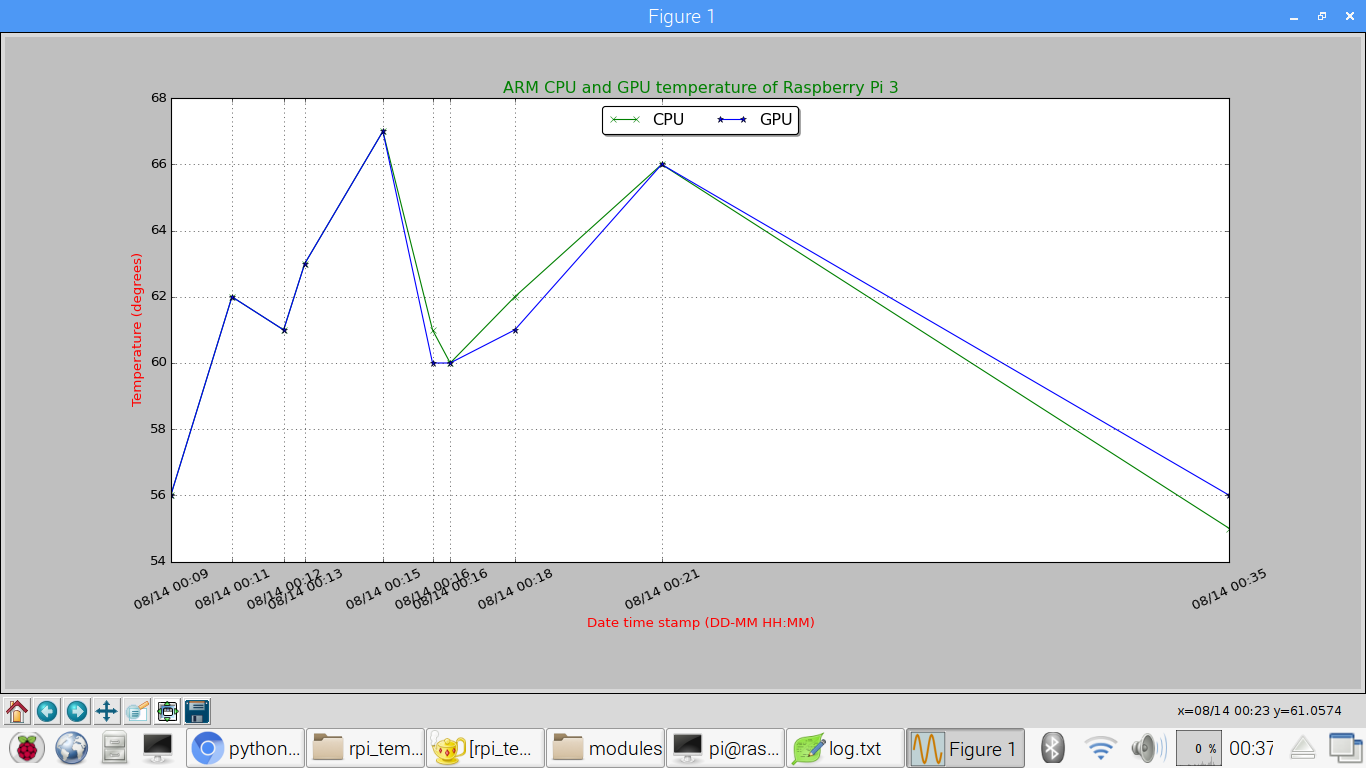 Figure 1
ARM CPU and GPU temperature of Raspberry Pi 3
CPU GPU
68
66
64
62
60
58
56
54
Temperature (degrees)
08/14 00:09 08/14 00:11 08/14 00:12 08/14 00:13 08/14 00:15 08/14 00:16 08/14 00:16 08/14 00:18 08/14 00:21 08/14 00:35
Date time stamp (DD-MM HH:MM)
x=08/14 00:23 y=61.0574
python... rpi_tem... [rpi_te... modules pi@ras... log.txt Figure 1 0 % 00:37